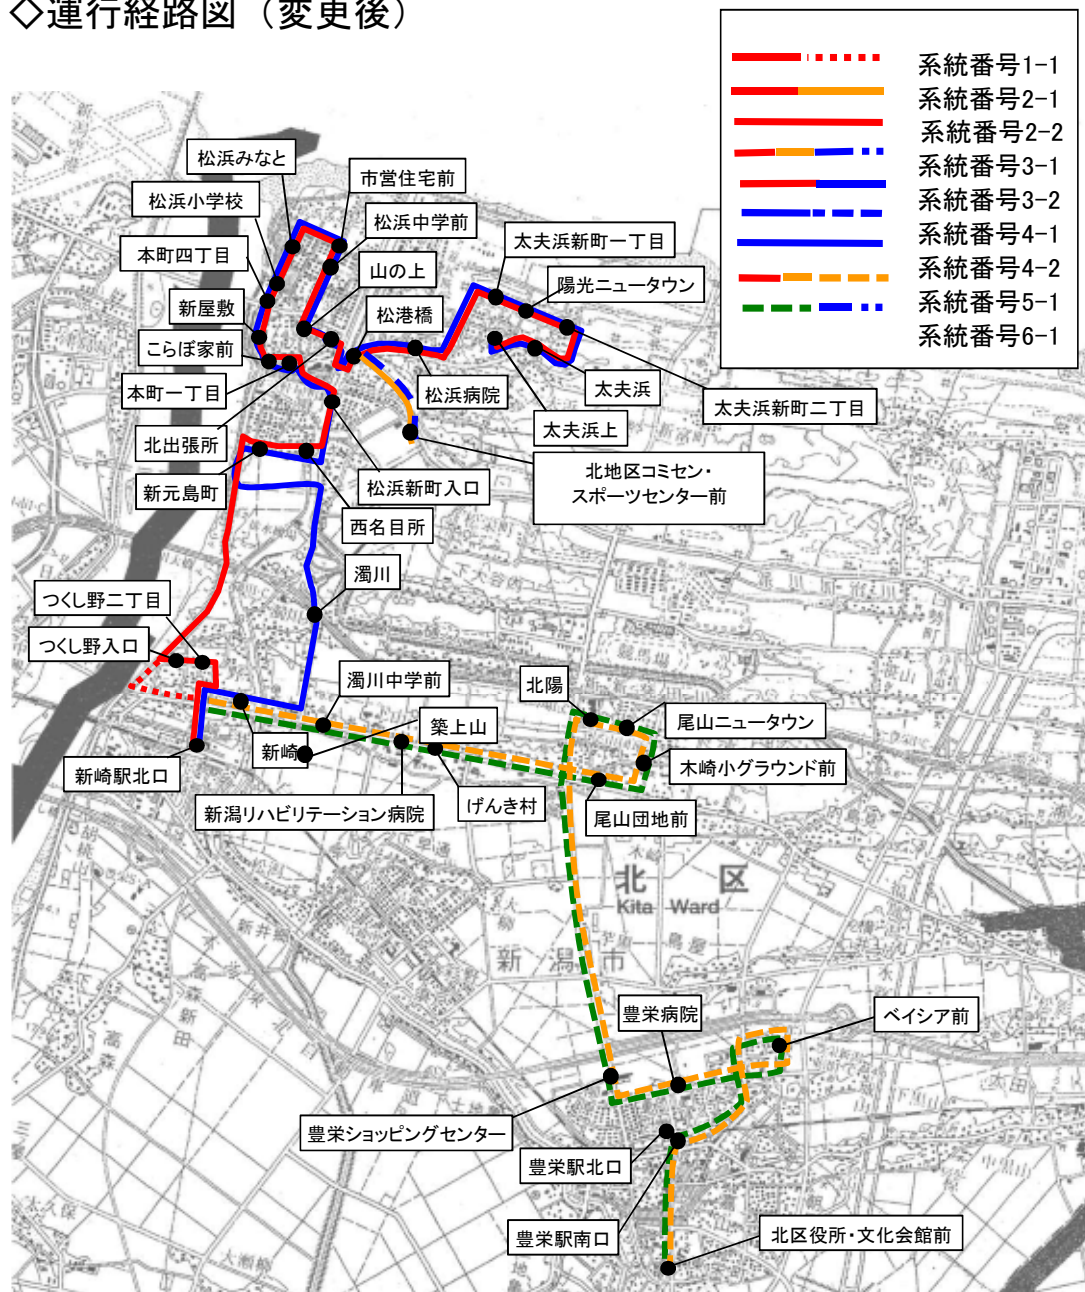 ◇運行経路図（変更後）
系統番号1-1
系統番号2-1
系統番号2-2
系統番号3-1
系統番号3-2
系統番号4-1
系統番号4-2
系統番号5-1
系統番号6-1
松浜みなと
市営住宅前
松浜小学校
松浜中学前
本町四丁目
山の上
太夫浜新町一丁目
陽光ニュータウン
新屋敷
松港橋
こらぼ家前
本町一丁目
松浜病院
太夫浜
太夫浜新町二丁目
北出張所
太夫浜上
新元島町
松浜新町入口
北地区コミセン・
スポーツセンター前
西名目所
濁川
つくし野二丁目
つくし野入口
濁川中学前
北陽
築上山
尾山ニュータウン
新崎
新崎駅北口
木崎小グラウンド前
新潟リハビリテーション病院
げんき村
尾山団地前
北区
Kita Ward
新潟市
豊栄病院
ベイシア前
豊栄ショッピングセンター
豊栄駅北口
豊栄駅南口
北区役所・文化会館前